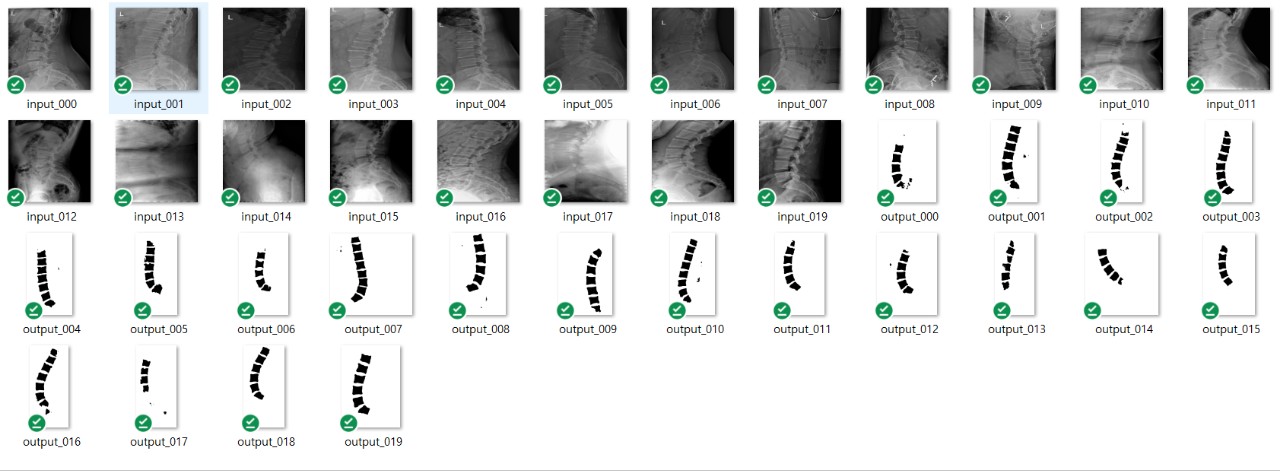 input_000 input_001 input_002 input_003 input_004 input_005 input_006 input_007 input_008 input_009 input_010 input_011
input_012 input_013 input_014 input_015 input_016 input_017 input_018 input_019 output_000 output_001 output_002 output_003
output_004 output_005 output_006 output_007 output_008 output_009 output_010 output_011 output_012 output_013 output_014 output_015
output_016 output_017 output_018 output_019